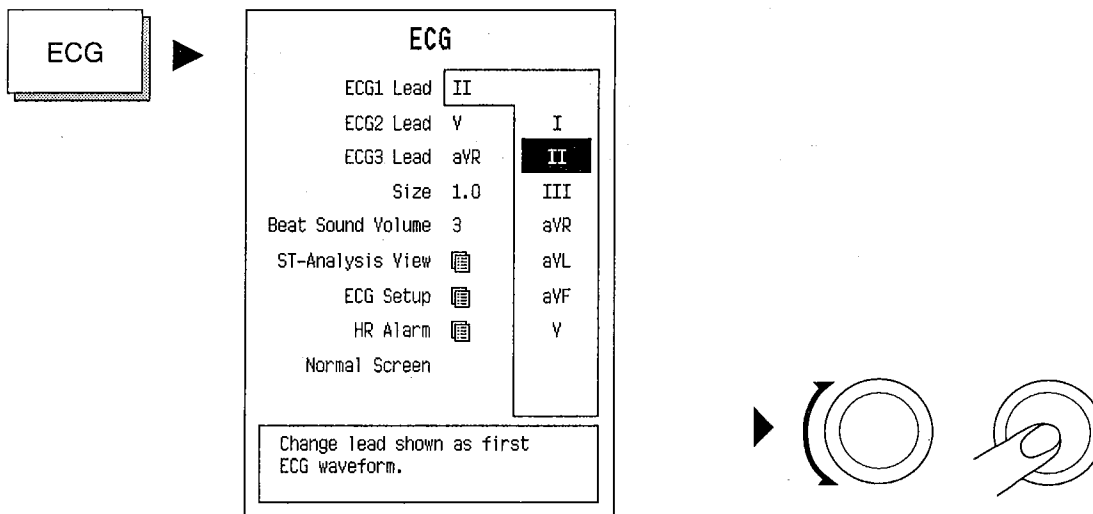 ECG
ECG
ECG1 Lead II
ECG2 Lead V I
ECG3 Lead aVR II
Size 1.0 III
Beat Sound Volume 3 aVR
ST-Analysis View aVL
ECG Setup aVF
HR Alarm V
Normal Screen
Change lead shown as first
ECG waveform.